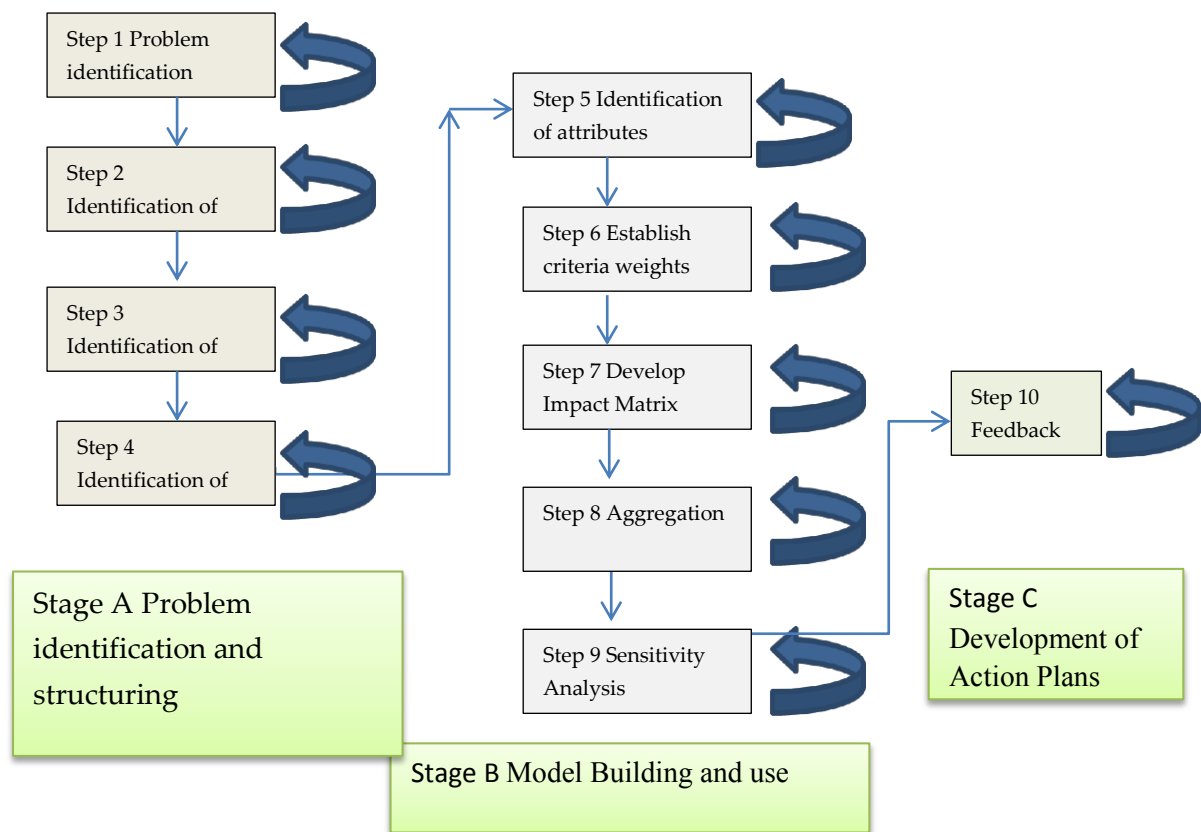 Step 1 Problem
identification
Step 2
Identification of
Step 3
Identification of
Step 4
Identification of
Stage A Problem
identification and
structuring
Step 5 Identification
of attributes
Step 6 Establish
criteria weights
Step 7 Develop
Impact Matrix
Step 8 Aggregation
Step 9 Sensitivity
Analysis
Stage B Model Building and use
Step 10
Feedback
Stage C
Development of
Action Plans